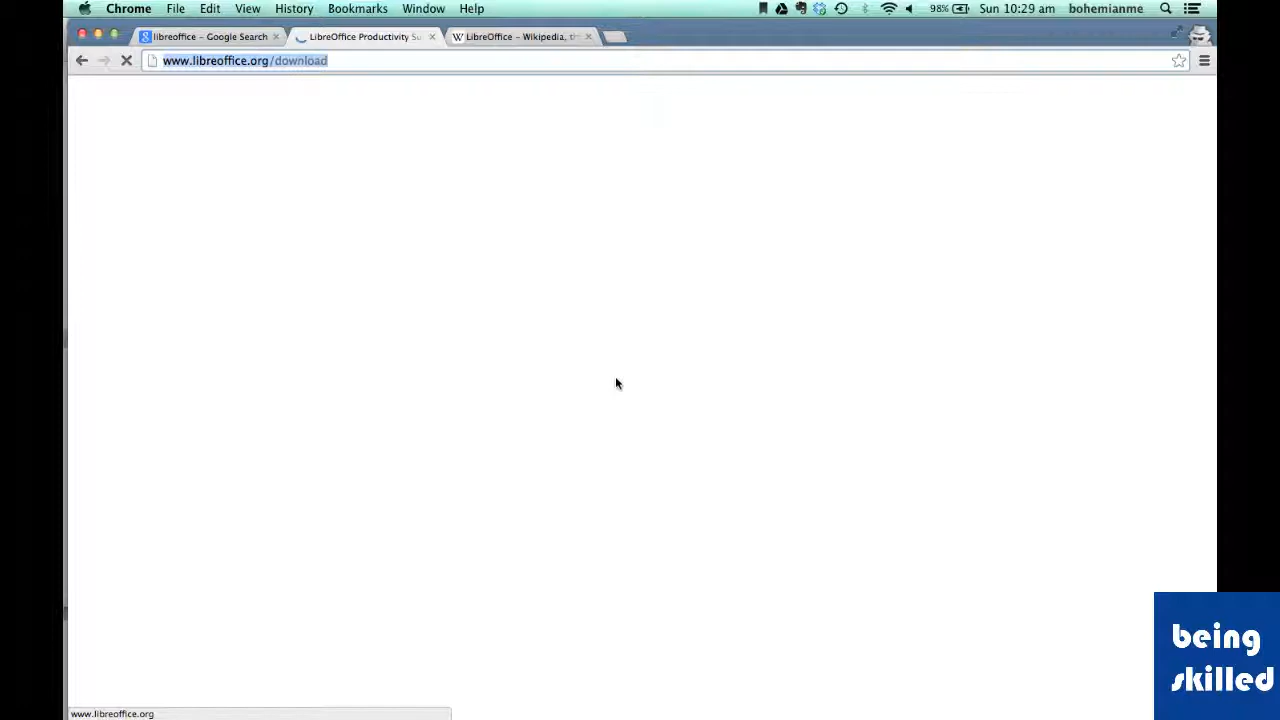 Chrome File Edit View History Bookmarks Window Help 98% Sun 10:29 am bohemianme
libreoffice – Google Search LibreOffice Productivity Su LibreOffice – Wikipedia, th
www.libreoffice.org/download
being
skilled
www.libreoffice.org